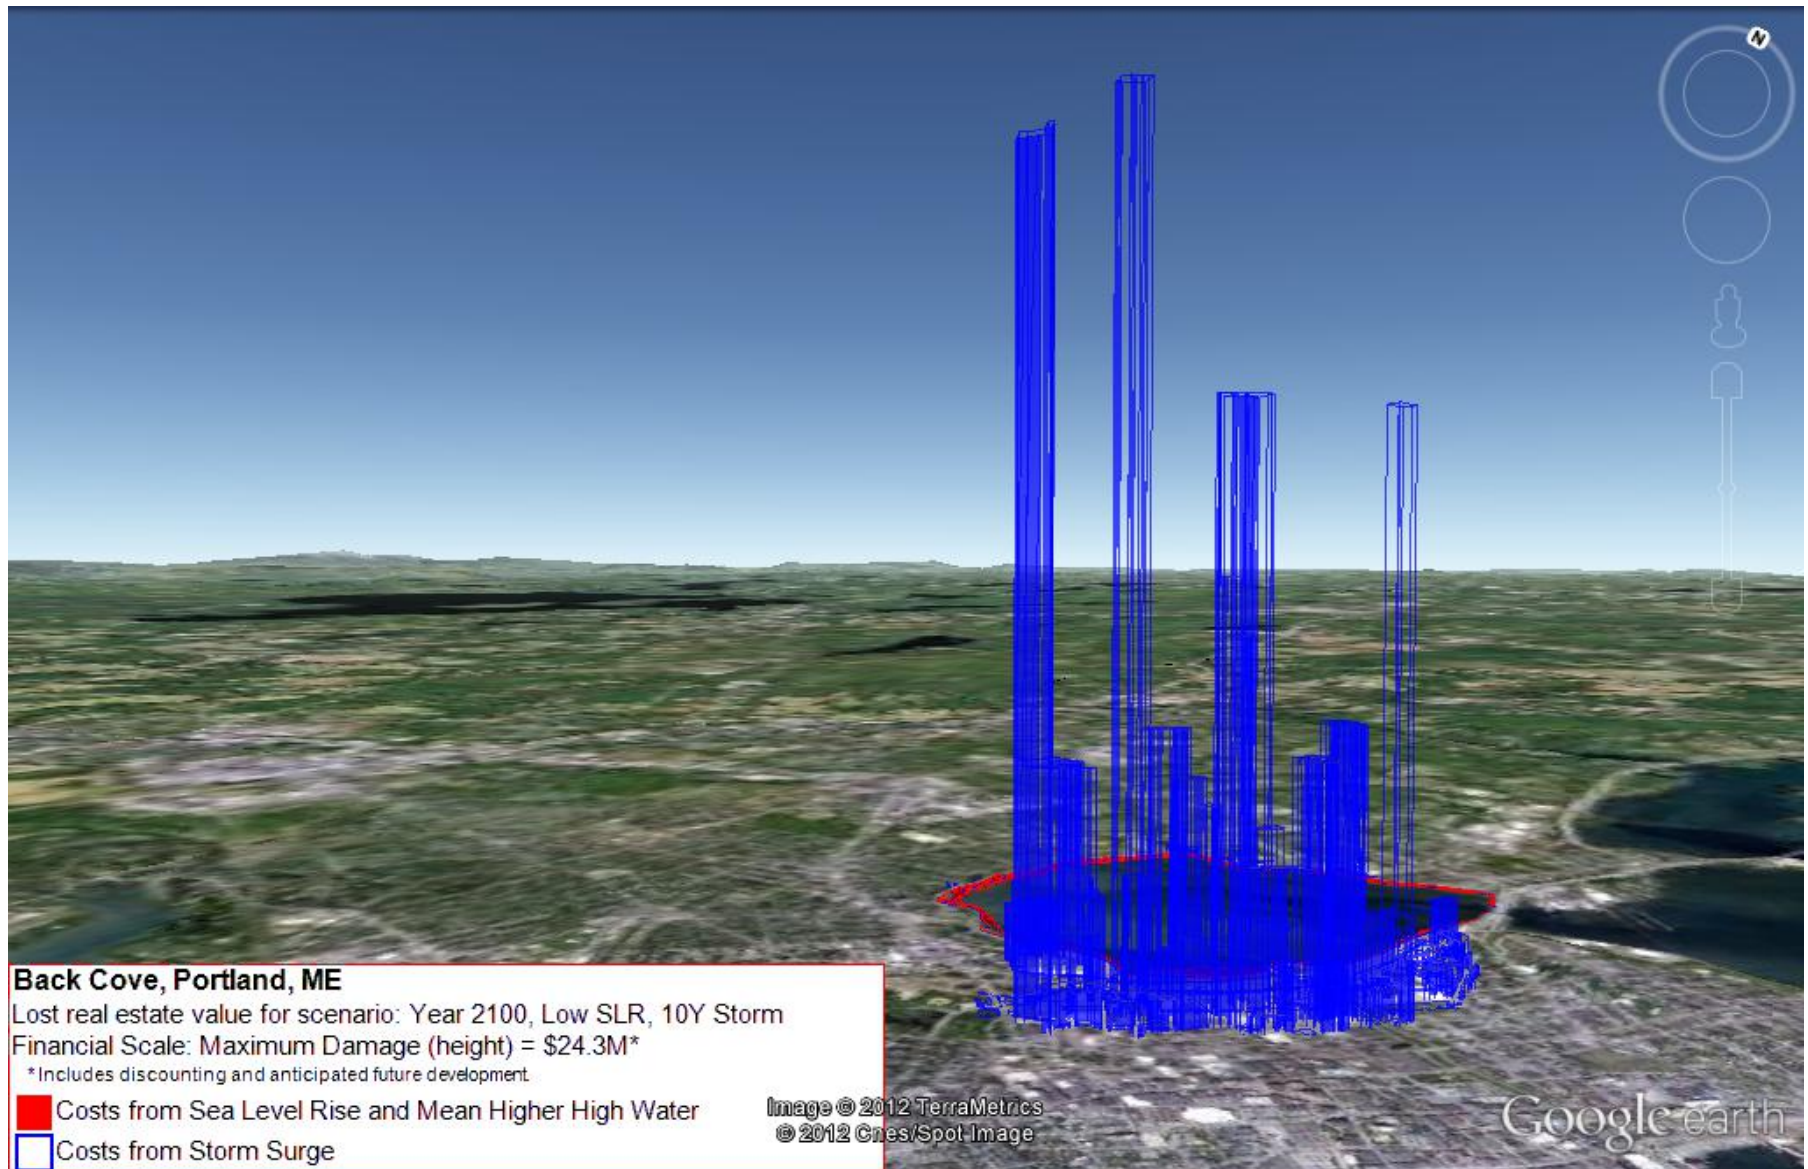 N
Back Cove, Portland, ME
Lost real estate value for scenario: Year 2100, Low SLR, 10Y Storm
Financial Scale: Maximum Damage (height) = $24.3M*
*Includes discounting and anticipated future development.
Costs from Sea Level Rise and Mean Higher High Water
Costs from Storm Surge
Image © 2012 TerraMetrics
© 2012 Cnes/Spot Image
Google earth